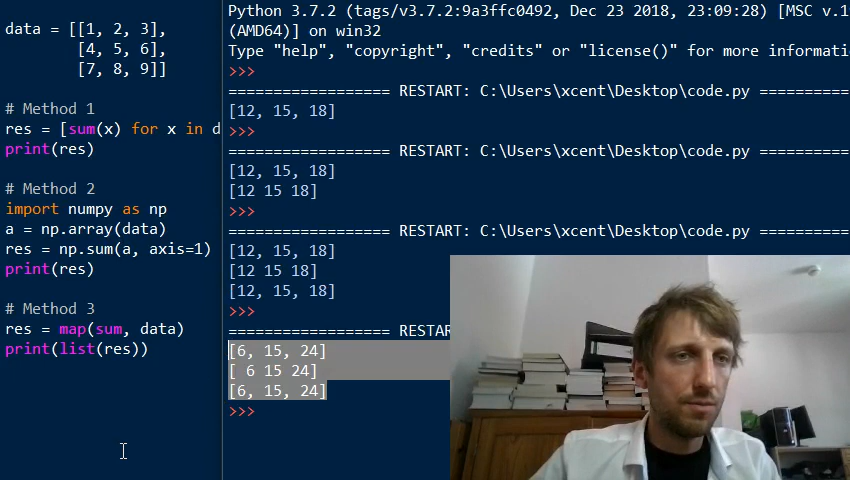 data = [[1, 2, 3],
[4, 5, 6],
[7, 8, 9]]
# Method 1
res = [sum(x) for x in d
print(res)
# Method 2
import numpy as np
a = np.array(data)
res = np.sum(a, axis=1)
print(res)
# Method 3
res = map(sum, data)
print(list(res))
Python 3.7.2 (tags/v3.7.2:9a3ffc0492, Dec 23 2018, 23:09:28) [MSC v.1
(AMD64)] on win32
Type "help", "copyright", "credits" or "license()" for more informati
>>>
================= RESTART: C:\Users\xcent\Desktop\code.py =========
[12, 15, 18]
>>>
================= RESTART: C:\Users\xcent\Desktop\code.py =========
[12, 15, 18]
[12 15 18]
>>>
================= RESTART: C:\Users\xcent\Desktop\code.py =========
[12, 15, 18]
[12 15 18]
[12, 15, 18]
>>>
================= RESTAR
[6, 15, 24]
[ 6 15 24]
[6, 15, 24]
>>>